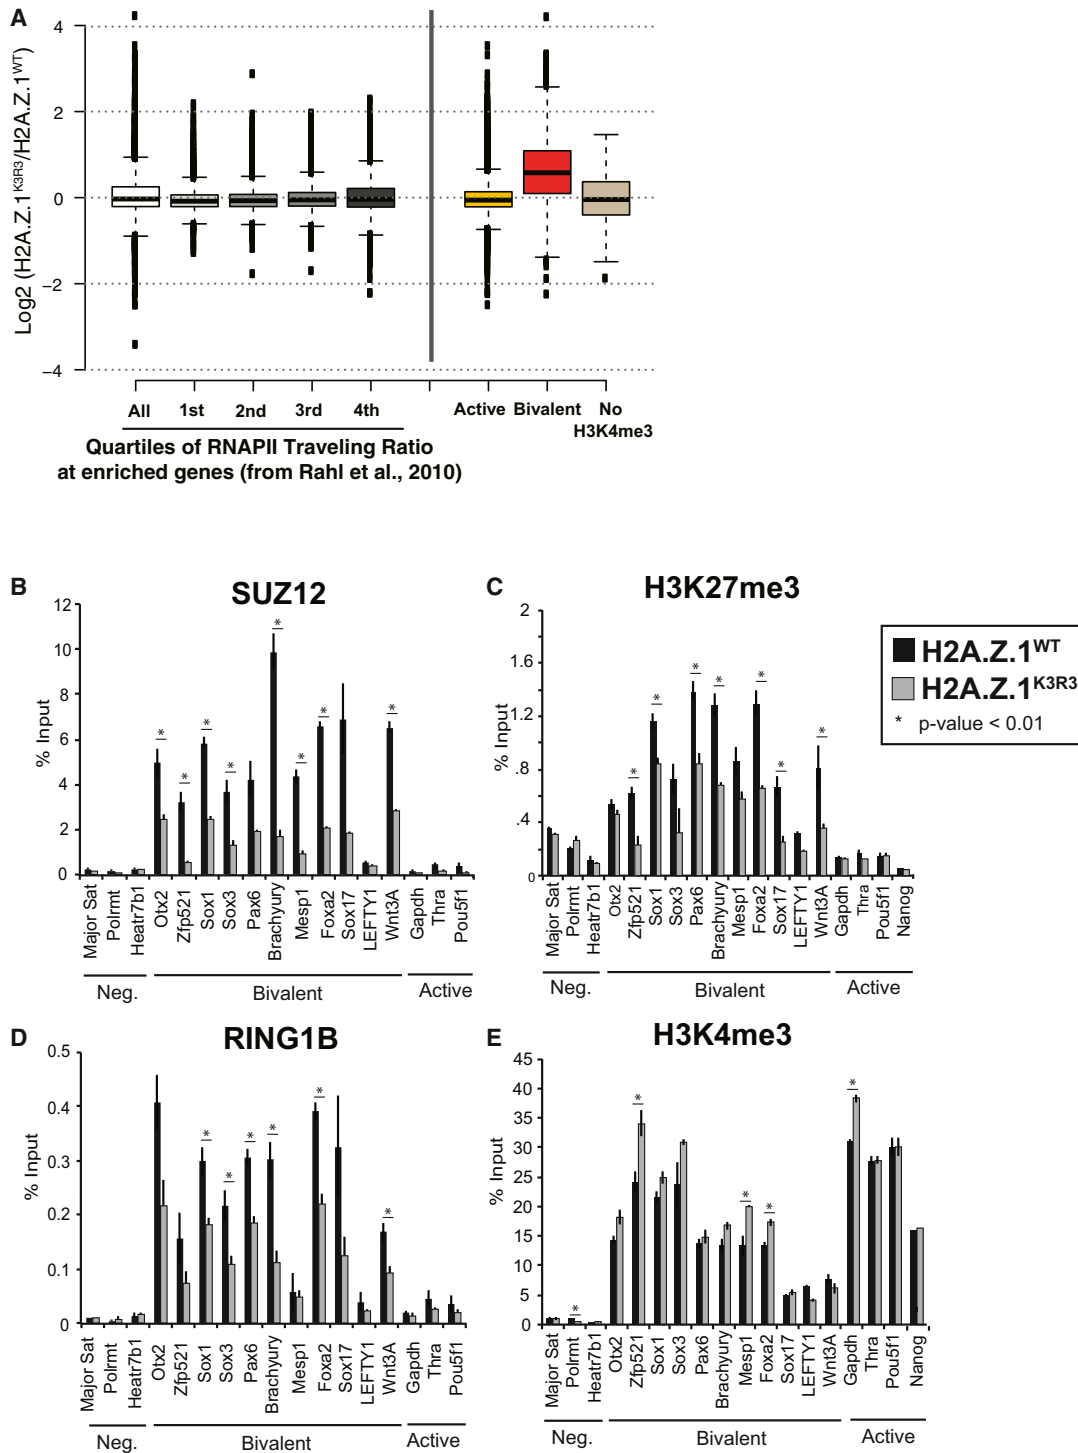 A
Log2 (H2A.Z.1K3R3/H2A.Z.1WT)
4
2
0
−2
−4
All 1st 2nd 3rd 4th Active Bivalent No H3K4me3
Quartiles of RNAPII Traveling Ratio
at enriched genes (from Rahl et al., 2010)
B
SUZ12
% Input
12
10
8
6
4
2
0
* * * * * * * *
Major Sat Polrmt Heatr7b1 Otx2 Zfp521 Sox1 Sox3 Pax6 Brachyury Mesp1 Foxa2 Sox17 LEFTY1 Wnt3A Gapdh Thra Pou5f1
Neg. Bivalent Active
C
H3K27me3
% Input
2
1.6
1.2
.8
.4
0
* * * * * * *
Major Sat Polrmt Heatr7b1 Otx2 Zfp521 Sox1 Sox3 Pax6 Brachyury Mesp1 Foxa2 Sox17 LEFTY1 Wnt3A Gapdh Thra Pou5f1 Nanog
Neg. Bivalent Active
H2A.Z.1WT
H2A.Z.1K3R3
* p-value < 0.01
D
RING1B
% Input
0.5
0.4
0.3
0.2
0.1
0
* * * * * *
Major Sat Polrmt Heatr7b1 Otx2 Zfp521 Sox1 Sox3 Pax6 Brachyury Mesp1 Foxa2 Sox17 LEFTY1 Wnt3A Gapdh Thra Pou5f1
Neg. Bivalent Active
E
H3K4me3
% Input
45
40
35
30
25
20
15
10
5
0
* * * * *
Major Sat Polrmt Heatr7b1 Otx2 Zfp521 Sox1 Sox3 Pax6 Brachyury Mesp1 Foxa2 Sox17 LEFTY1 Wnt3A Gapdh Thra Pou5f1 Nanog
Neg. Bivalent Active